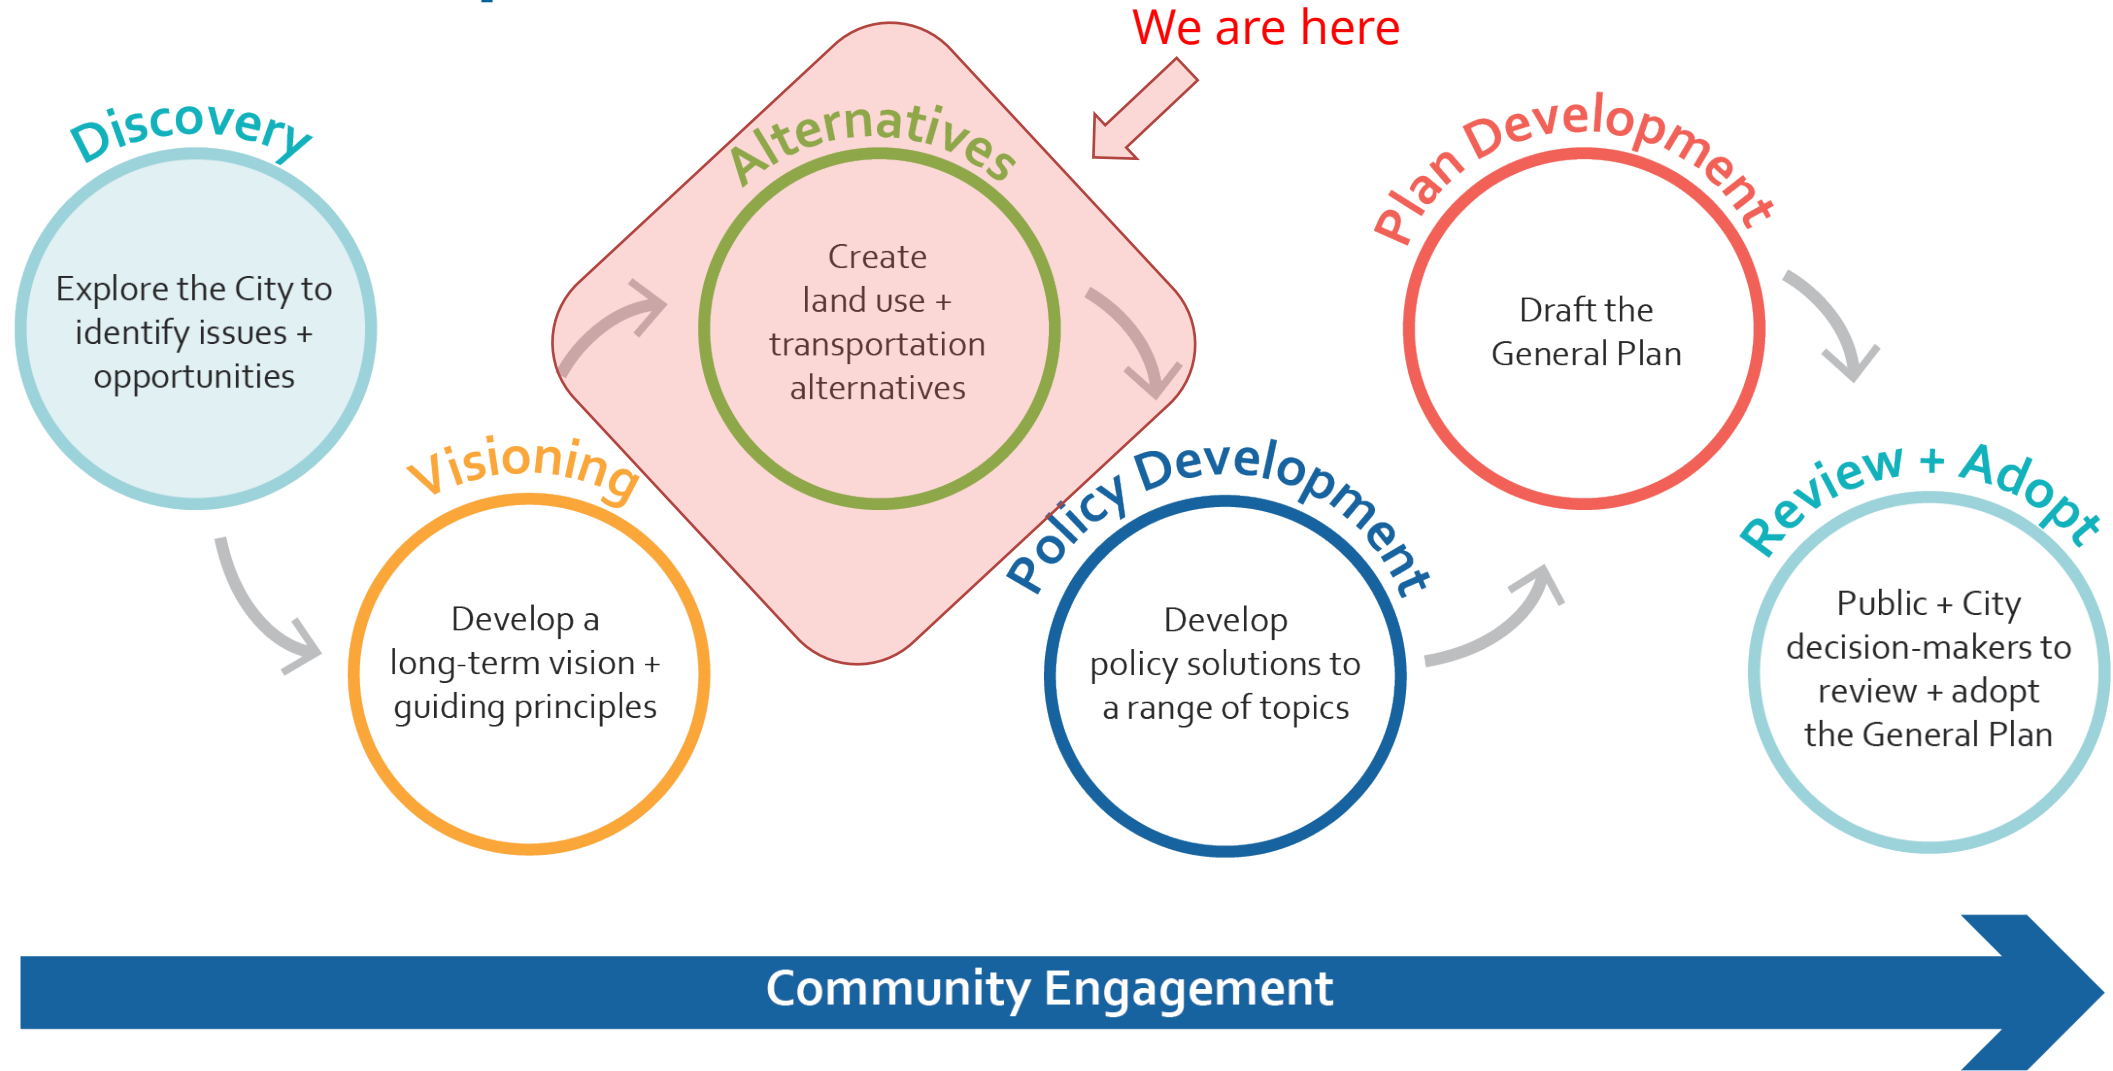 We are here
Discovery
Explore the City to
identify issues +
opportunities
Visioning
Develop a
long-term vision +
guiding principles
Alternatives
Create
land use +
transportation
alternatives
Policy Development
Develop
policy solutions to
a range of topics
Plan Development
Draft the
General Plan
Review + Adopt
Public + City
decision-makers to
review + adopt
the General Plan
Community Engagement